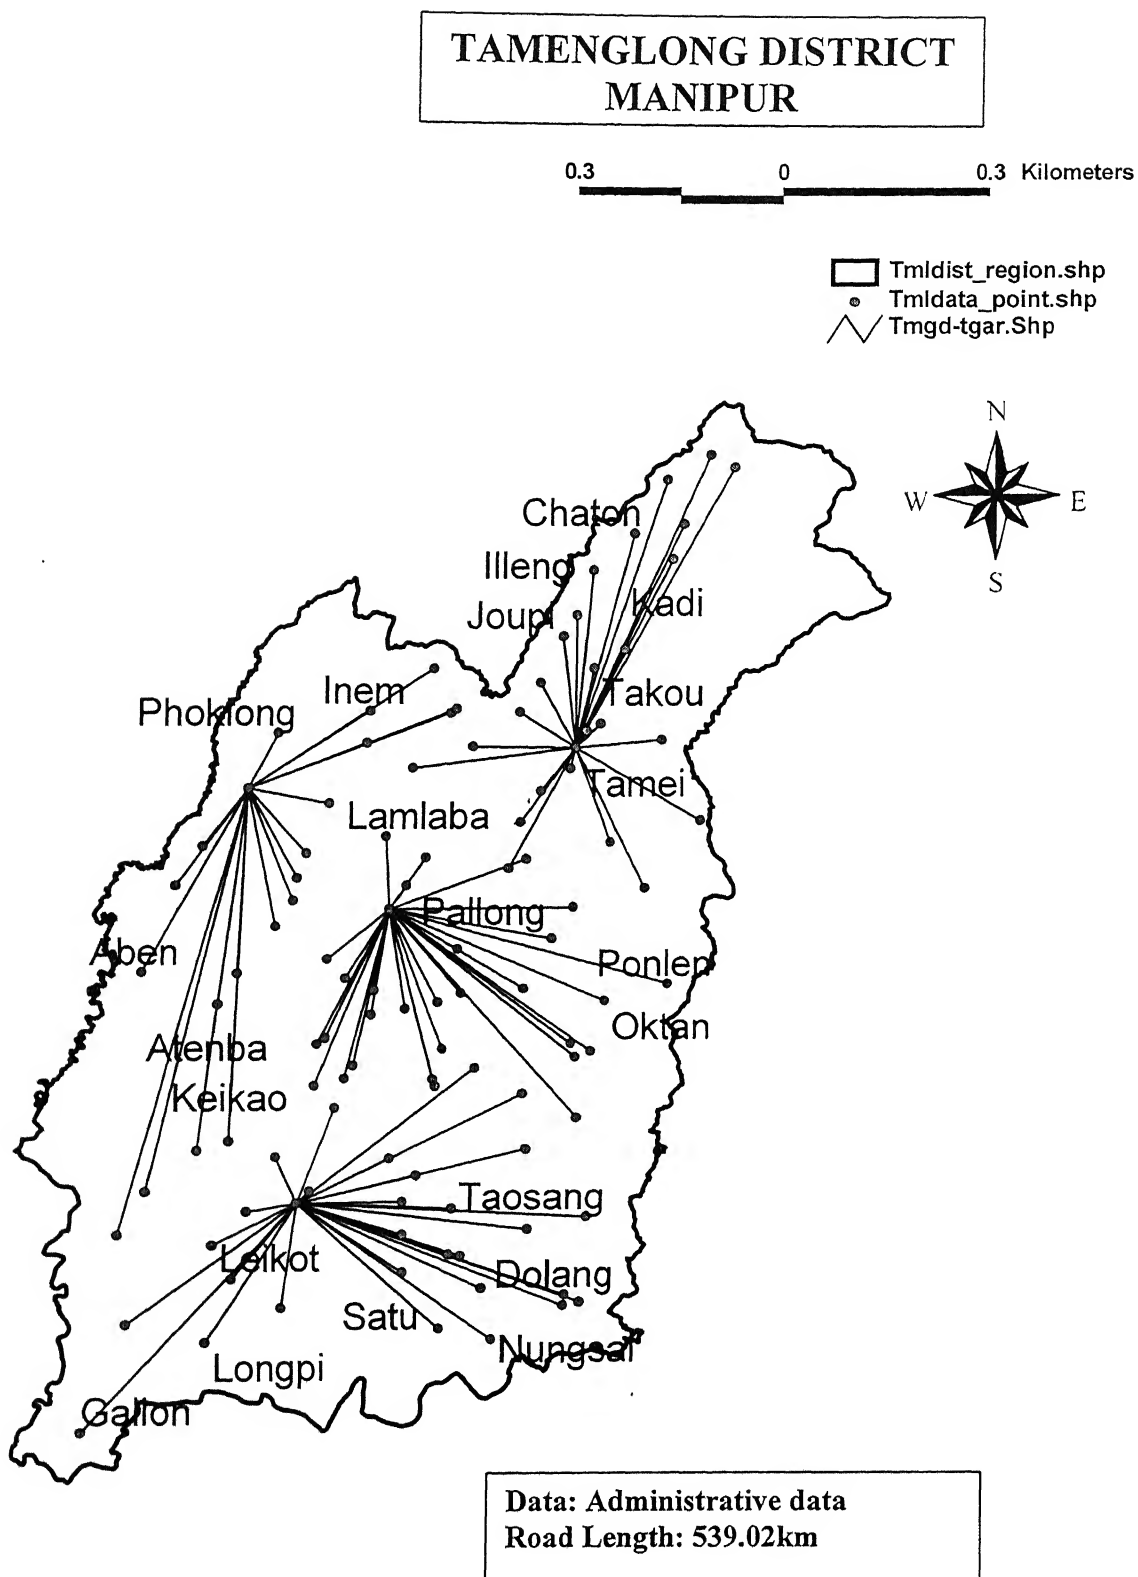 TAMENGLONG DISTRICT
MANIPUR
0.3 0 0.3 Kilometers
Tmldist_region.shp
Tmldata_point.shp
Tmgd-tgar.Shp
N
W E
S
Chaton
Illeng
Kadi
Joupi
Inem
Takou
Phoklong
Tamei
Lamlaba
Pallong
Aben
Ponlen
Oktan
Atenba
Keikao
Taosang
Leikot
Dolang
Satu
Nungsai
Longpi
Gallon
Data: Administrative data
Road Length: 539.02km